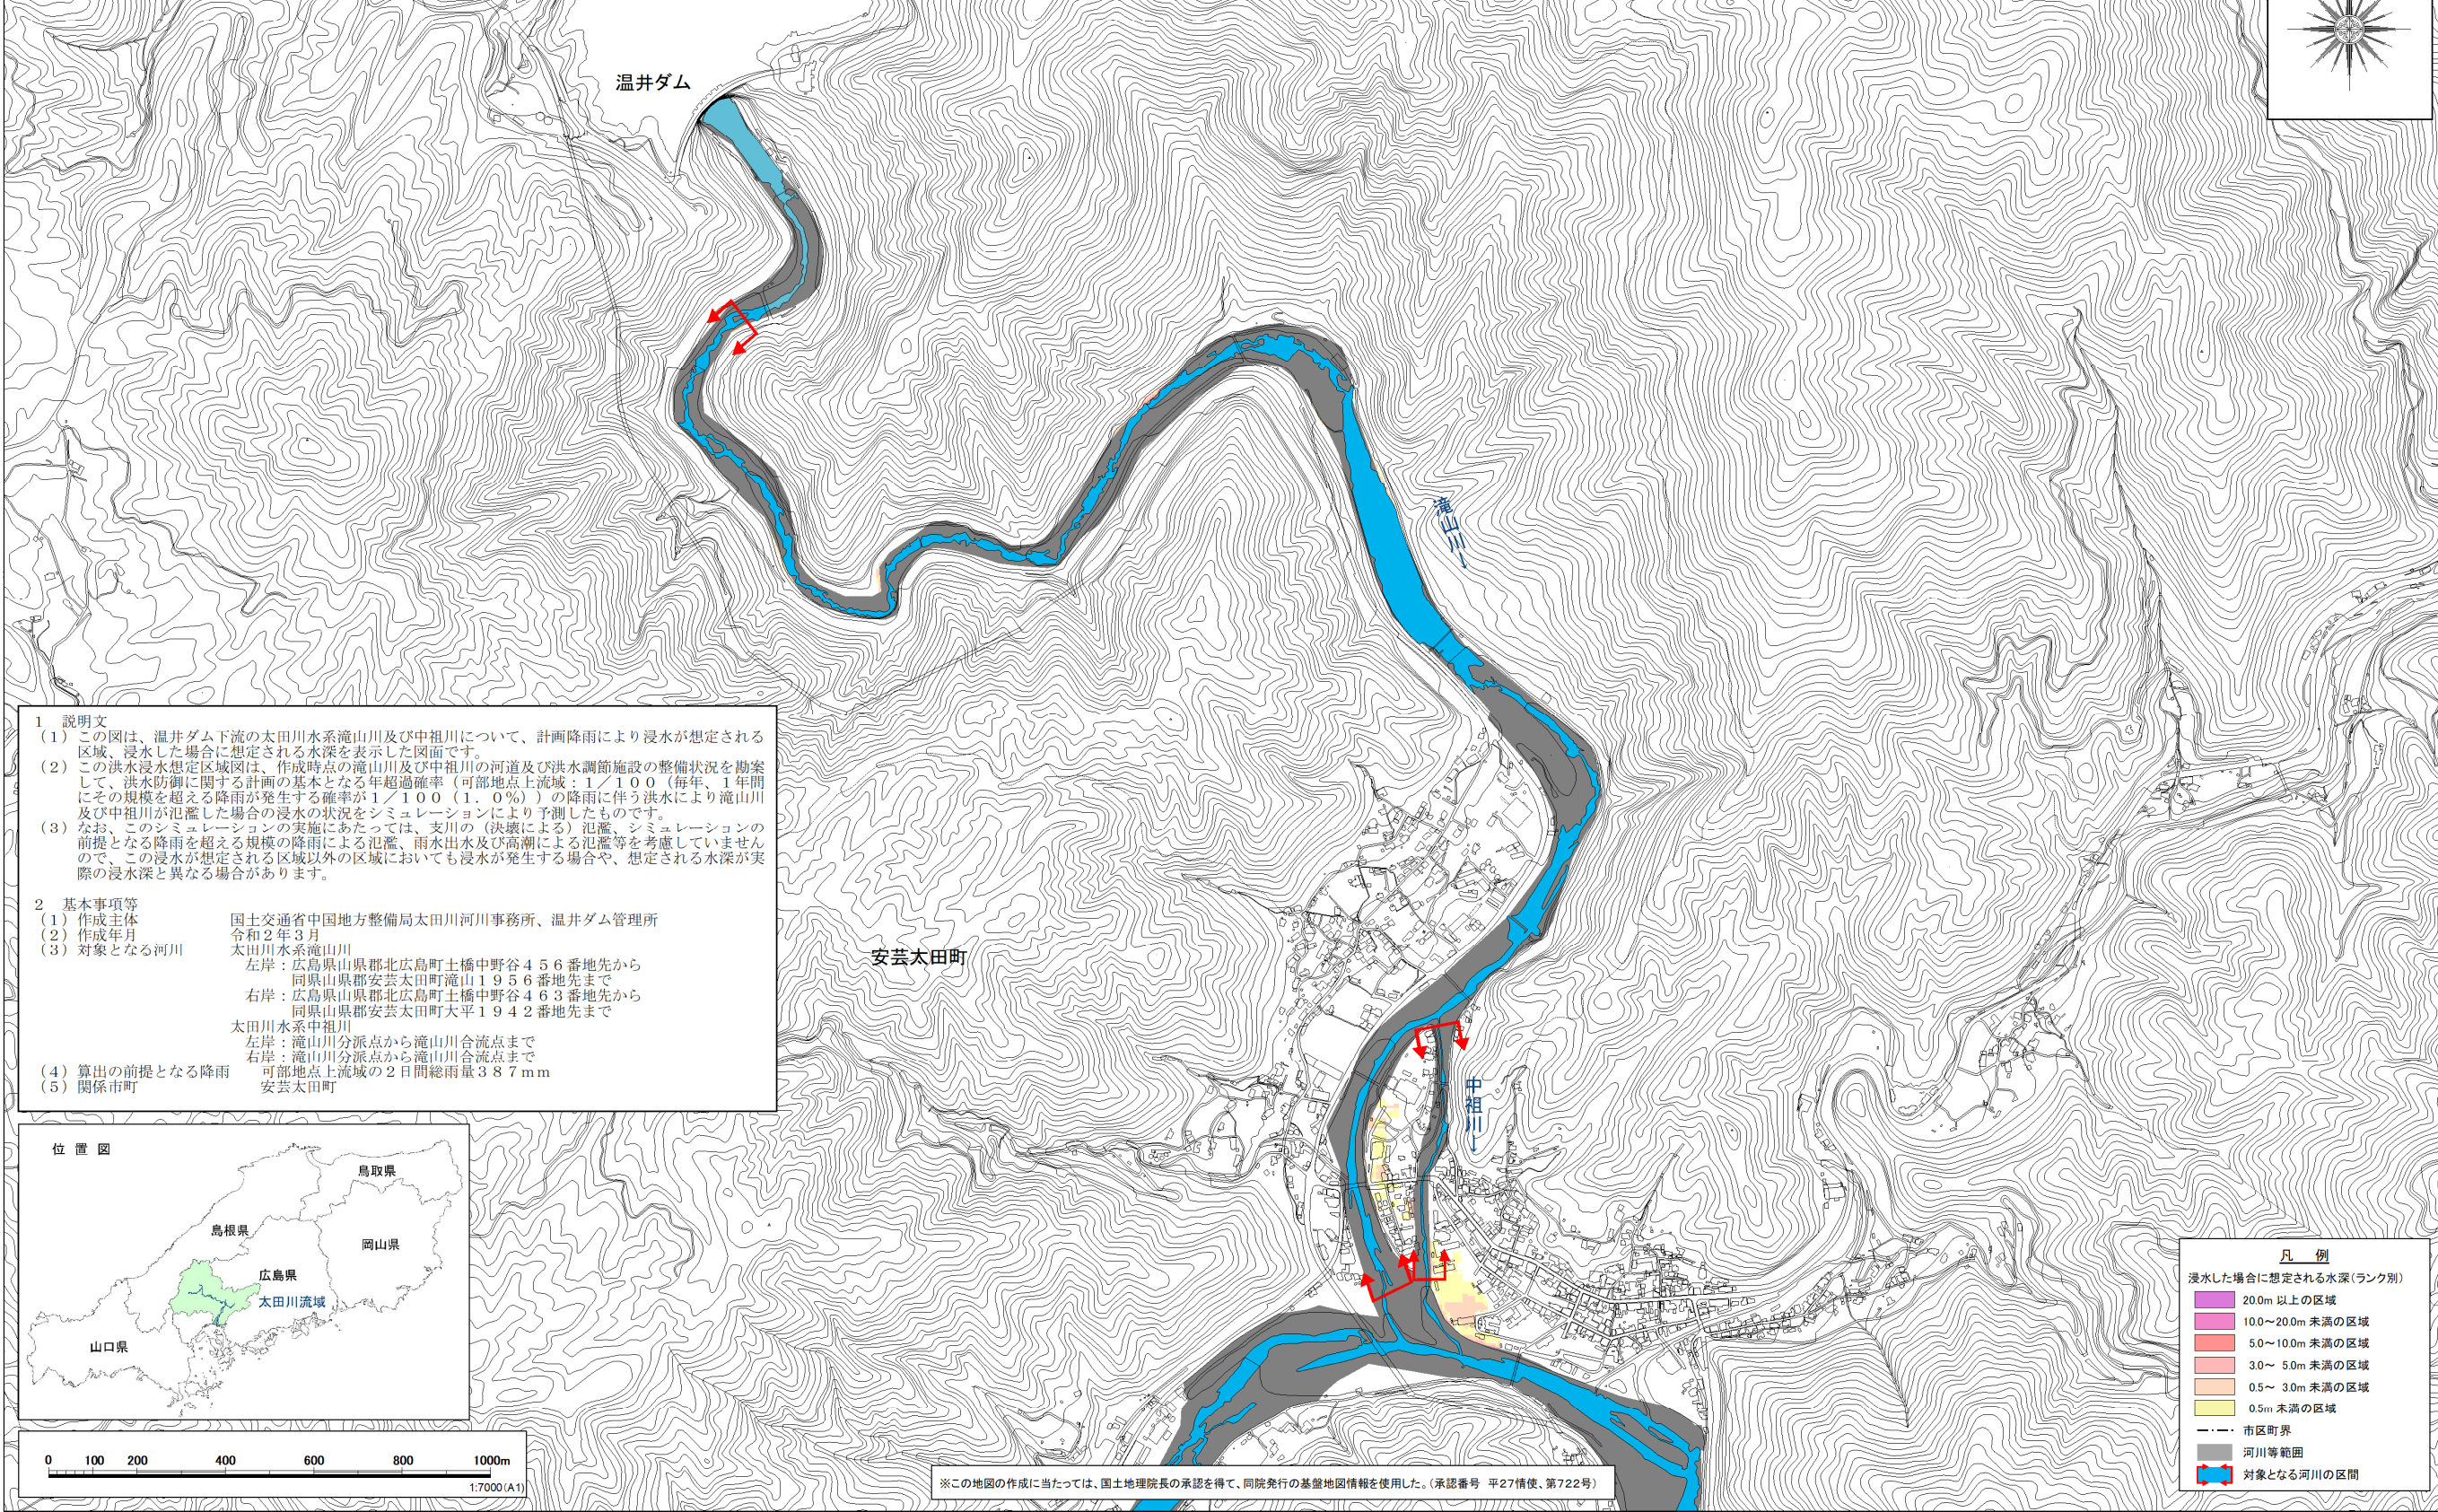 温井ダム
滝山川→
1　説明文
（１）この図は、温井ダム下流の太田川水系滝山川及び中祖川について、計画降雨により浸水が想定される
区域、浸水した場合に想定される水深を表示した図面です。
（２）この洪水浸水想定区域図は、作成時点の滝山川及び中祖川の河道及び洪水調節施設の整備状況を勘案
して、洪水防御に関する計画の基本となる年超過確率（可部地点上流域：１／１００（毎年、１年間
にその規模を超える降雨が発生する確率が１／１００（１．０%））の降雨に伴う洪水により滝山川
及び中祖川が氾濫した場合の浸水の状況をシミュレーションにより予測したものです。
（３）なお、このシミュレーションの実施にあたっては、支川の（決壊による）氾濫、シミュレーションの
前提となる降雨を超える規模の降雨による氾濫、雨水出水及び高潮による氾濫等を考慮していません
ので、この浸水が想定される区域以外の区域においても浸水が発生する場合や、想定される水深が実
際の浸水深と異なる場合があります。
2　基本事項等
（１）作成主体　国土交通省中国地方整備局太田川河川事務所、温井ダム管理所
（２）作成年月　令和２年３月
（３）対象となる河川　太田川水系滝山川
左岸：広島県山県郡北広島町土橋中野谷４５６番地先から
同県山県郡安芸太田町滝山１９５６番地先まで
右岸：広島県山県郡北広島町土橋中野谷４６３番地先から
同県山県郡安芸太田町大平１９４２番地先まで
太田川水系中祖川
左岸：滝山川分派点から滝山川合流点まで
右岸：滝山川分派点から滝山川合流点まで
（４）算出の前提となる降雨　可部地点上流域の２日間総雨量３８７mm
（５）関係市町　安芸太田町
安芸太田町
中祖川→
位置図
鳥取県
島根県
岡山県
広島県
太田川流域
山口県
0 100 200 400 600 800 1000m
1:7000(A1)
※この地図の作成に当たっては、国土地理院長の承認を得て、同院発行の基盤地図情報を使用した。（承認番号 平27情使、第722号）
凡　例
浸水した場合に想定される水深(ランク別)
20.0m 以上の区域
10.0～20.0m 未満の区域
5.0～10.0m 未満の区域
3.0～ 5.0m 未満の区域
0.5～ 3.0m 未満の区域
0.5m 未満の区域
市区町界
河川等範囲
対象となる河川の区間